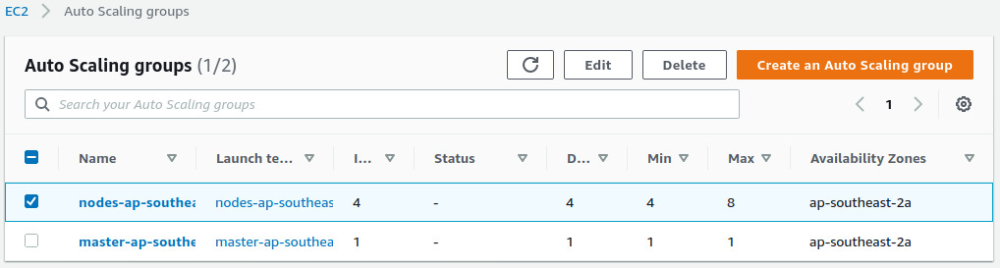 EC2 > Auto Scaling groups
Auto Scaling groups (1/2) Edit Delete Create an Auto Scaling group
Search your Auto Scaling groups 1
Name Launch te... I... Status D... Min Max Availability Zones
nodes-ap-southea nodes-ap-southeas 4 - 4 4 8 ap-southeast-2a
master-ap-southe master-ap-southea 1 - 1 1 1 ap-southeast-2a